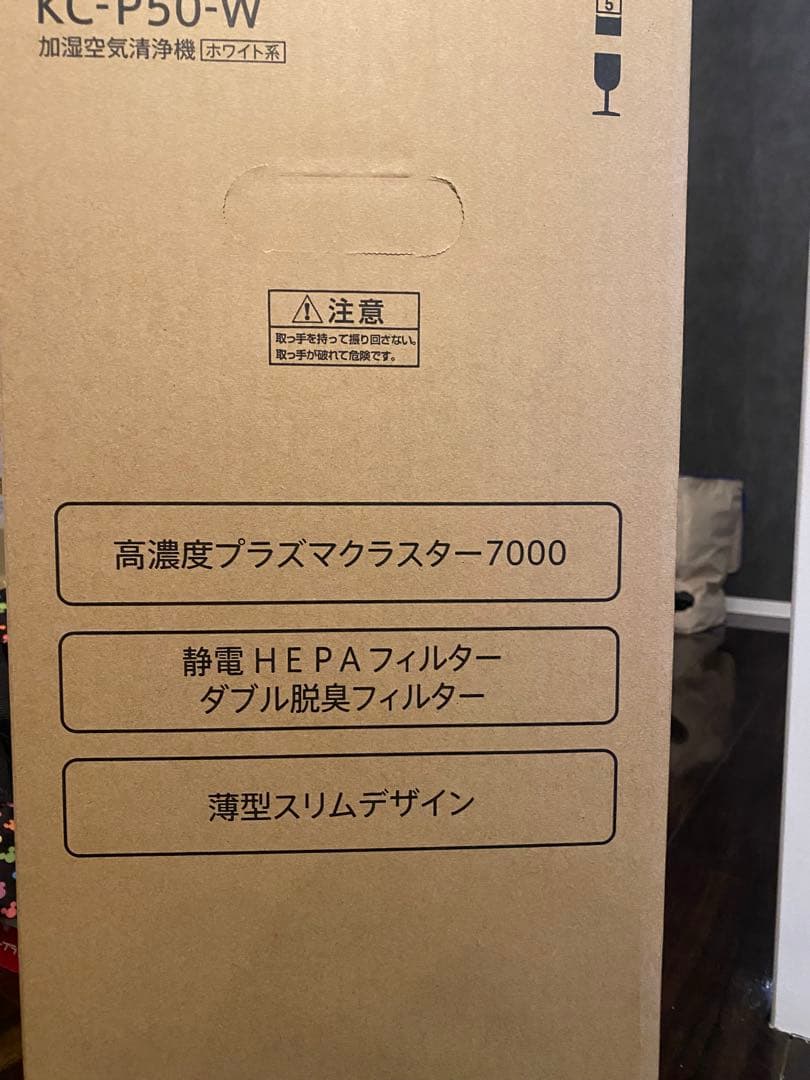 KC-P50-W
加湿空気清浄機 ホワイト系
5
注意
取っ手を持って振り回さない。
取っ手が破れて危険です。
高濃度プラズマクラスター7000
静電HEPAフィルター
ダブル脱臭フィルター
薄型スリムデザイン